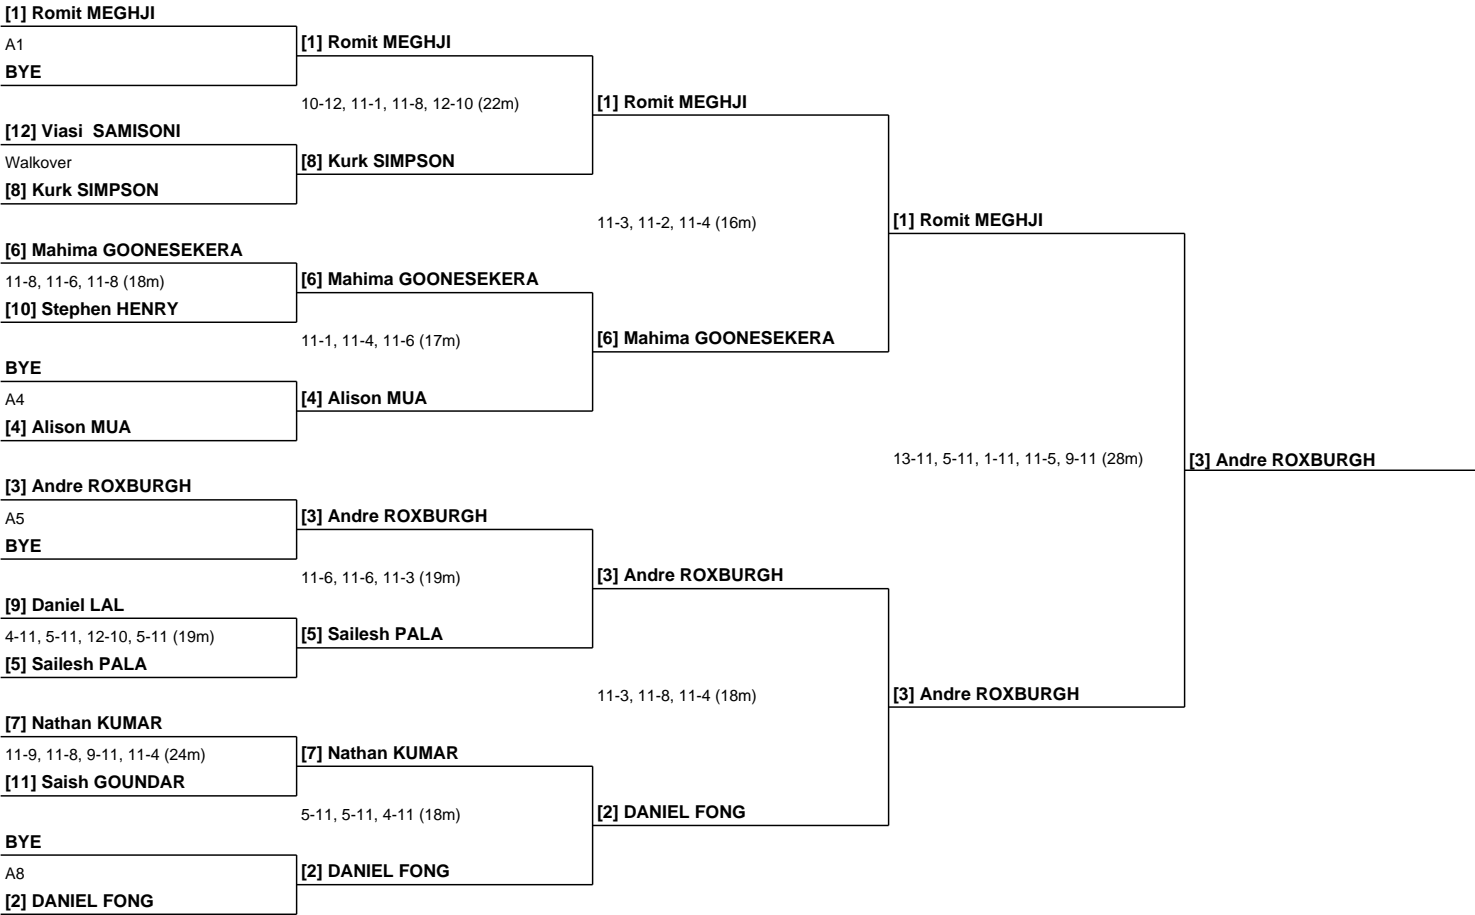 [1] Romit MEGHJI
A1
BYE
[12] Viasi  SAMISONI
Walkover
[8] Kurk SIMPSON
[6] Mahima GOONESEKERA
11-8, 11-6, 11-8 (18m)
[10] Stephen HENRY
BYE
A4
[4] Alison MUA
[3] Andre ROXBURGH
A5
BYE
[9] Daniel LAL
4-11, 5-11, 12-10, 5-11 (19m)
[5] Sailesh PALA
[7] Nathan KUMAR
11-9, 11-8, 9-11, 11-4 (24m)
[11] Saish GOUNDAR
BYE
A8
[2] DANIEL FONG
[1] Romit MEGHJI
10-12, 11-1, 11-8, 12-10 (22m)
[8] Kurk SIMPSON
[6] Mahima GOONESEKERA
11-1, 11-4, 11-6 (17m)
[4] Alison MUA
[3] Andre ROXBURGH
11-6, 11-6, 11-3 (19m)
[5] Sailesh PALA
[7] Nathan KUMAR
5-11, 5-11, 4-11 (18m)
[2] DANIEL FONG
[1] Romit MEGHJI
11-3, 11-2, 11-4 (16m)
[6] Mahima GOONESEKERA
[3] Andre ROXBURGH
11-3, 11-8, 11-4 (18m)
[2] DANIEL FONG
[1] Romit MEGHJI
13-11, 5-11, 1-11, 11-5, 9-11 (28m)
[3] Andre ROXBURGH
[3] Andre ROXBURGH